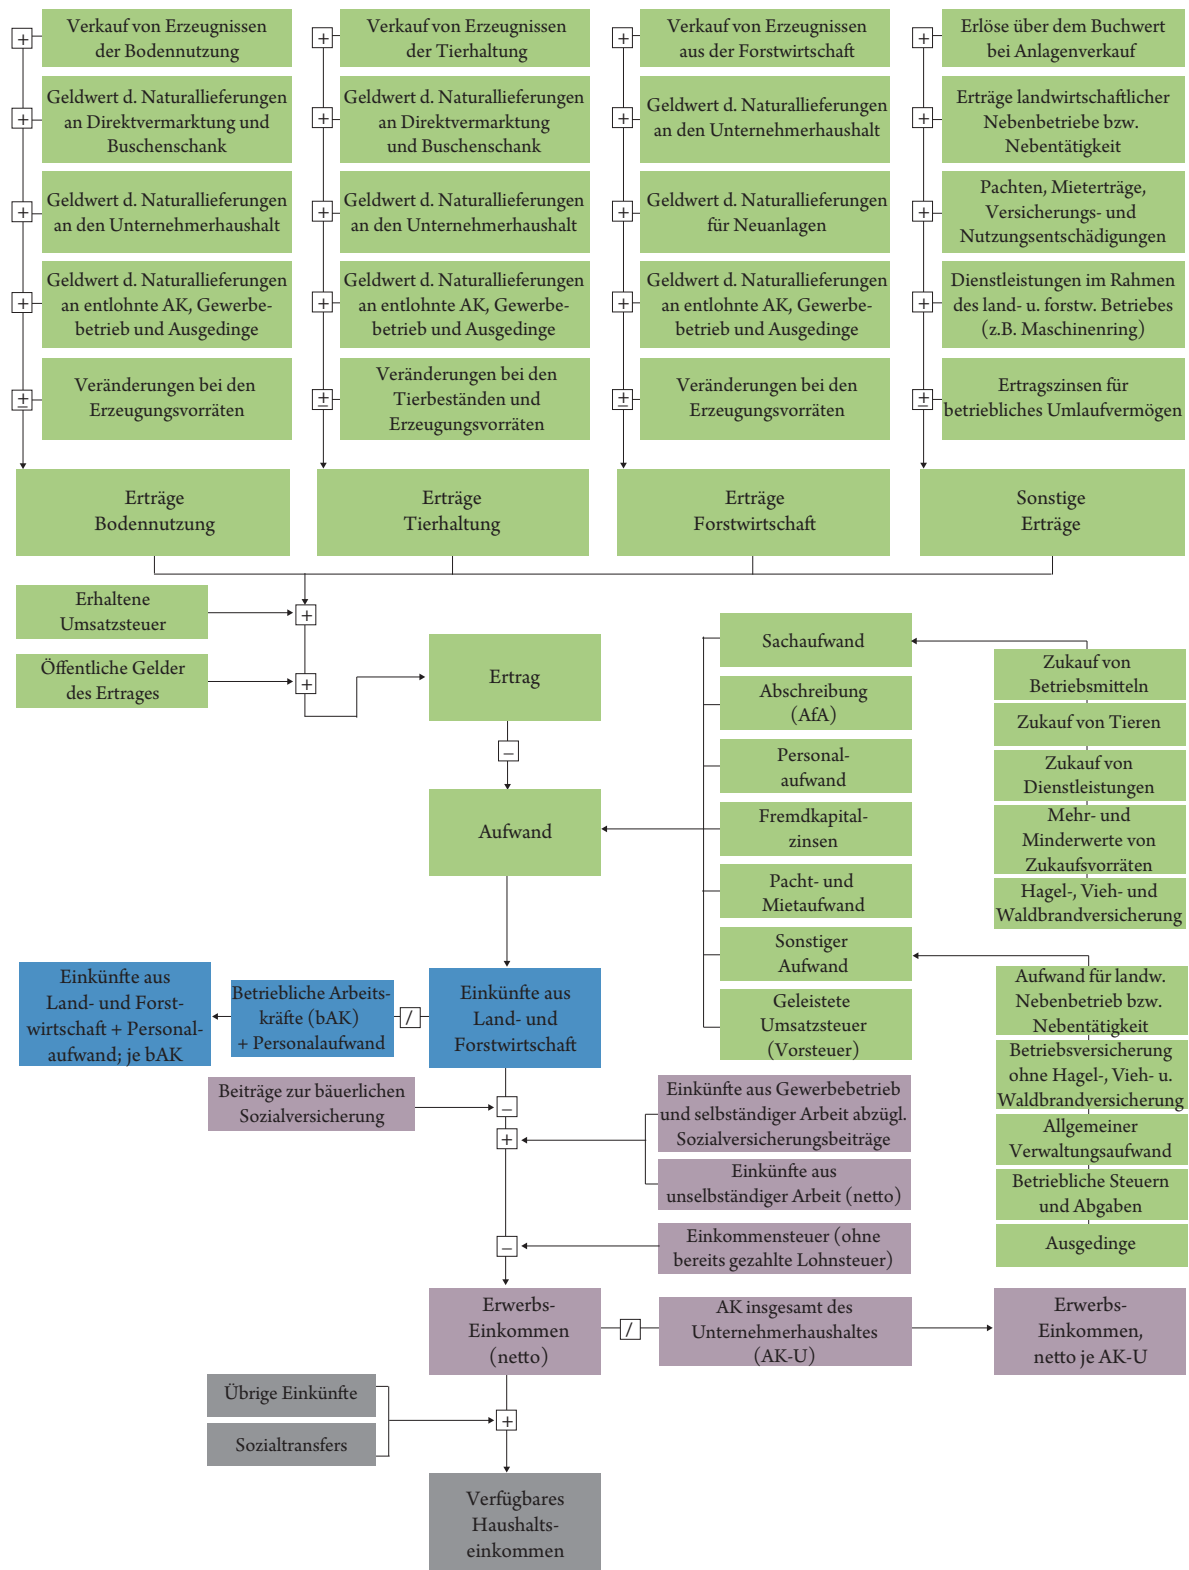 Verkauf von Erzeugnissen
der Bodennutzung
+
Geldwert d. Naturallieferungen
an Direktvermarktung und
Buschenschank
+
Geldwert d. Naturallieferungen
an den Unternehmerhaushalt
+
Geldwert d. Naturallieferungen
an entlohnte AK, Gewerbe-
betrieb und Ausgedinge
+
Veränderungen bei den
Erzeugungsvorräten
±
Erträge
Bodennutzung
Verkauf von Erzeugnissen
der Tierhaltung
+
Geldwert d. Naturallieferungen
an Direktvermarktung
und Buschenschank
+
Geldwert d. Naturallieferungen
an den Unternehmerhaushalt
+
Geldwert d. Naturallieferungen
an entlohnte AK, Gewerbe-
betrieb und Ausgedinge
+
Veränderungen bei den
Tierbeständen und
Erzeugungsvorräten
±
Erträge
Tierhaltung
Verkauf von Erzeugnissen
aus der Forstwirtschaft
+
Geldwert d. Naturallieferungen
an den Unternehmerhaushalt
+
Geldwert d. Naturallieferungen
für Neuanlagen
+
Geldwert d. Naturallieferungen
an entlohnte AK, Gewerbe-
betrieb und Ausgedinge
+
Veränderungen bei den
Erzeugungsvorräten
±
Erträge
Forstwirtschaft
Erlöse über dem Buchwert
bei Anlagenverkauf
+
Erträge landwirtschaftlicher
Nebenbetriebe bzw.
Nebentätigkeit
+
Pachten, Mieterträge,
Versicherungs- und
Nutzungsentschädigungen
+
Dienstleistungen im Rahmen
des land- u. forstw. Betriebes
(z.B. Maschinenring)
+
Ertragszinsen für
betriebliches Umlaufvermögen
±
Sonstige
Erträge
Erhaltene
Umsatzsteuer
+
Öffentliche Gelder
des Ertrages
+
Ertrag
–
Aufwand
Sachaufwand
Abschreibung
(AfA)
Personal-
aufwand
Fremdkapital-
zinsen
Pacht- und
Mietaufwand
Sonstiger
Aufwand
Geleistete
Umsatzsteuer
(Vorsteuer)
Zukauf von
Betriebsmitteln
Zukauf von Tieren
Zukauf von
Dienstleistungen
Mehr- und
Minderwerte von
Zukaufsvorräten
Hagel-, Vieh- und
Waldbrandversicherung
Aufwand für landw.
Nebenbetrieb bzw.
Nebentätigkeit
Betriebsversicherung
ohne Hagel-, Vieh- u.
Waldbrandversicherung
Allgemeiner
Verwaltungsaufwand
Betriebliche Steuern
und Abgaben
Ausgedinge
Einkünfte aus
Land- und Forst-
wirtschaft + Personal-
aufwand; je bAK
Betriebliche Arbeits-
kräfte (bAK)
+ Personalaufwand
/
Einkünfte aus
Land- und
Forstwirtschaft
Beiträge zur bäuerlichen
Sozialversicherung
–
+
Einkünfte aus Gewerbebetrieb
und selbständiger Arbeit abzügl.
Sozialversicherungsbeiträge
Einkünfte aus
unselbständiger Arbeit (netto)
–
Einkommensteuer (ohne
bereits gezahlte Lohnsteuer)
Erwerbs-
Einkommen
(netto)
/
AK insgesamt des
Unternehmerhaushaltes
(AK-U)
Erwerbs-
Einkommen,
netto je AK-U
Übrige Einkünfte
Sozialtransfers
+
Verfügbares
Haushalts-
einkommen